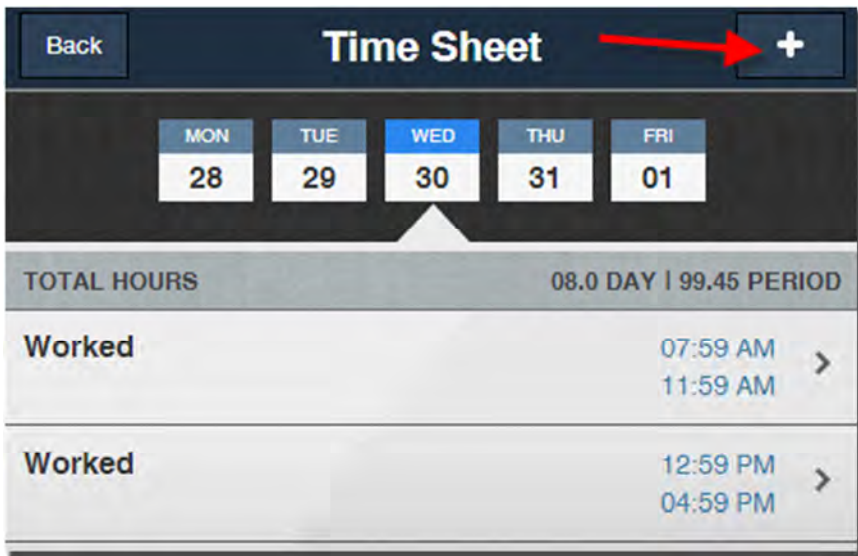 Back Time Sheet +
MON TUE WED THU FRI
28 29 30 31 01
TOTAL HOURS 08.0 DAY | 99.45 PERIOD
Worked 07:59 AM
11:59 AM
Worked 12:59 PM
04:59 PM